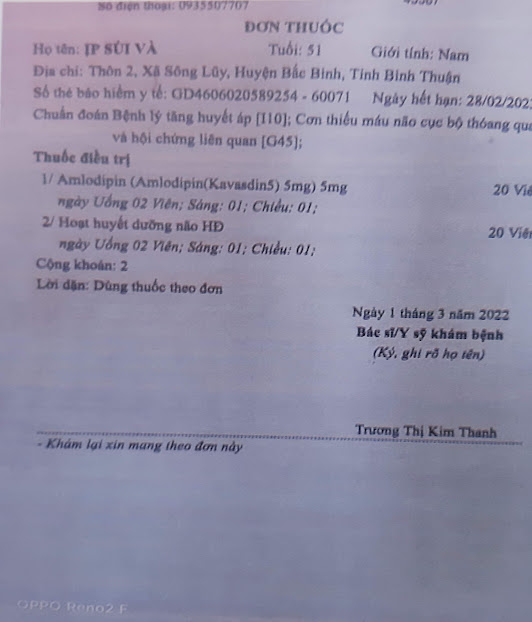 Số điện thoại: 0935507707
ĐƠN THUỐC
Họ tên: IP SÚI VÀ Tuổi: 51 Giới tính: Nam
Địa chỉ: Thôn 2, Xã Sông Lũy, Huyện Bắc Bình, Tỉnh Bình Thuận
Số thẻ bảo hiểm y tế: GD4606020589254 - 60071 Ngày hết hạn: 28/02/202
Chuẩn đoán Bệnh lý tăng huyết áp [I10]; Cơn thiếu máu não cục bộ thoáng qua
và hội chứng liên quan [G45];
Thuốc điều trị
1/ Amlodipin (Amlodipin(Kavasdin5) 5mg) 5mg 20 Viê
ngày Uống 02 Viên; Sáng: 01; Chiều: 01;
2/ Hoạt huyết dưỡng não HĐ 20 Viên
ngày Uống 02 Viên; Sáng: 01; Chiều: 01;
Cộng khoản: 2
Lời dặn: Dùng thuốc theo đơn
Ngày 1 tháng 3 năm 2022
Bác sĩ/Y sỹ khám bệnh
(Ký, ghi rõ họ tên)
Trương Thị Kim Thanh
- Khám lại xin mang theo đơn này
OPPO Reno2 F